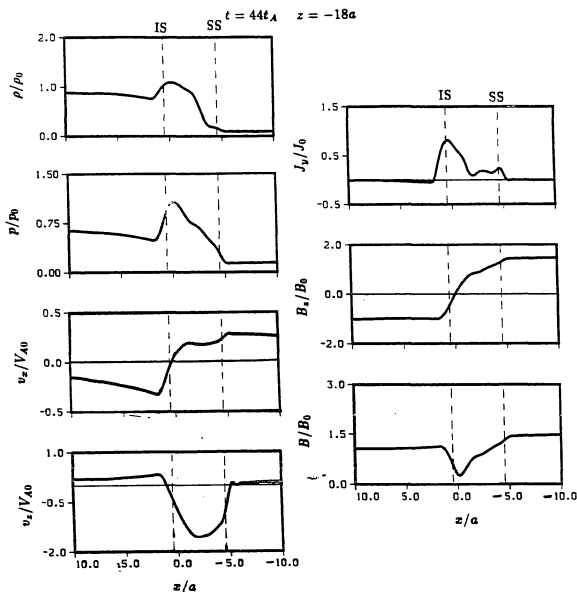 t = 44t_A z = −18a
IS SS
2.0
1.0
0.0
ρ/ρ₀
1.50
0.75
0.00
p/p₀
0.5
0.0
-0.5
v_x/V_A0
1.0
-0.5
-2.0
v_z/V_A0
10.0 5.0 0.0 -5.0 -10.0
x/a
IS SS
1.5
0.5
-0.5
J_y/J₀
2.0
0.0
-2.0
B_z/B₀
3.0
1.5
0.0
B/B₀
10.0 5.0 0.0 -5.0 -10.0
x/a